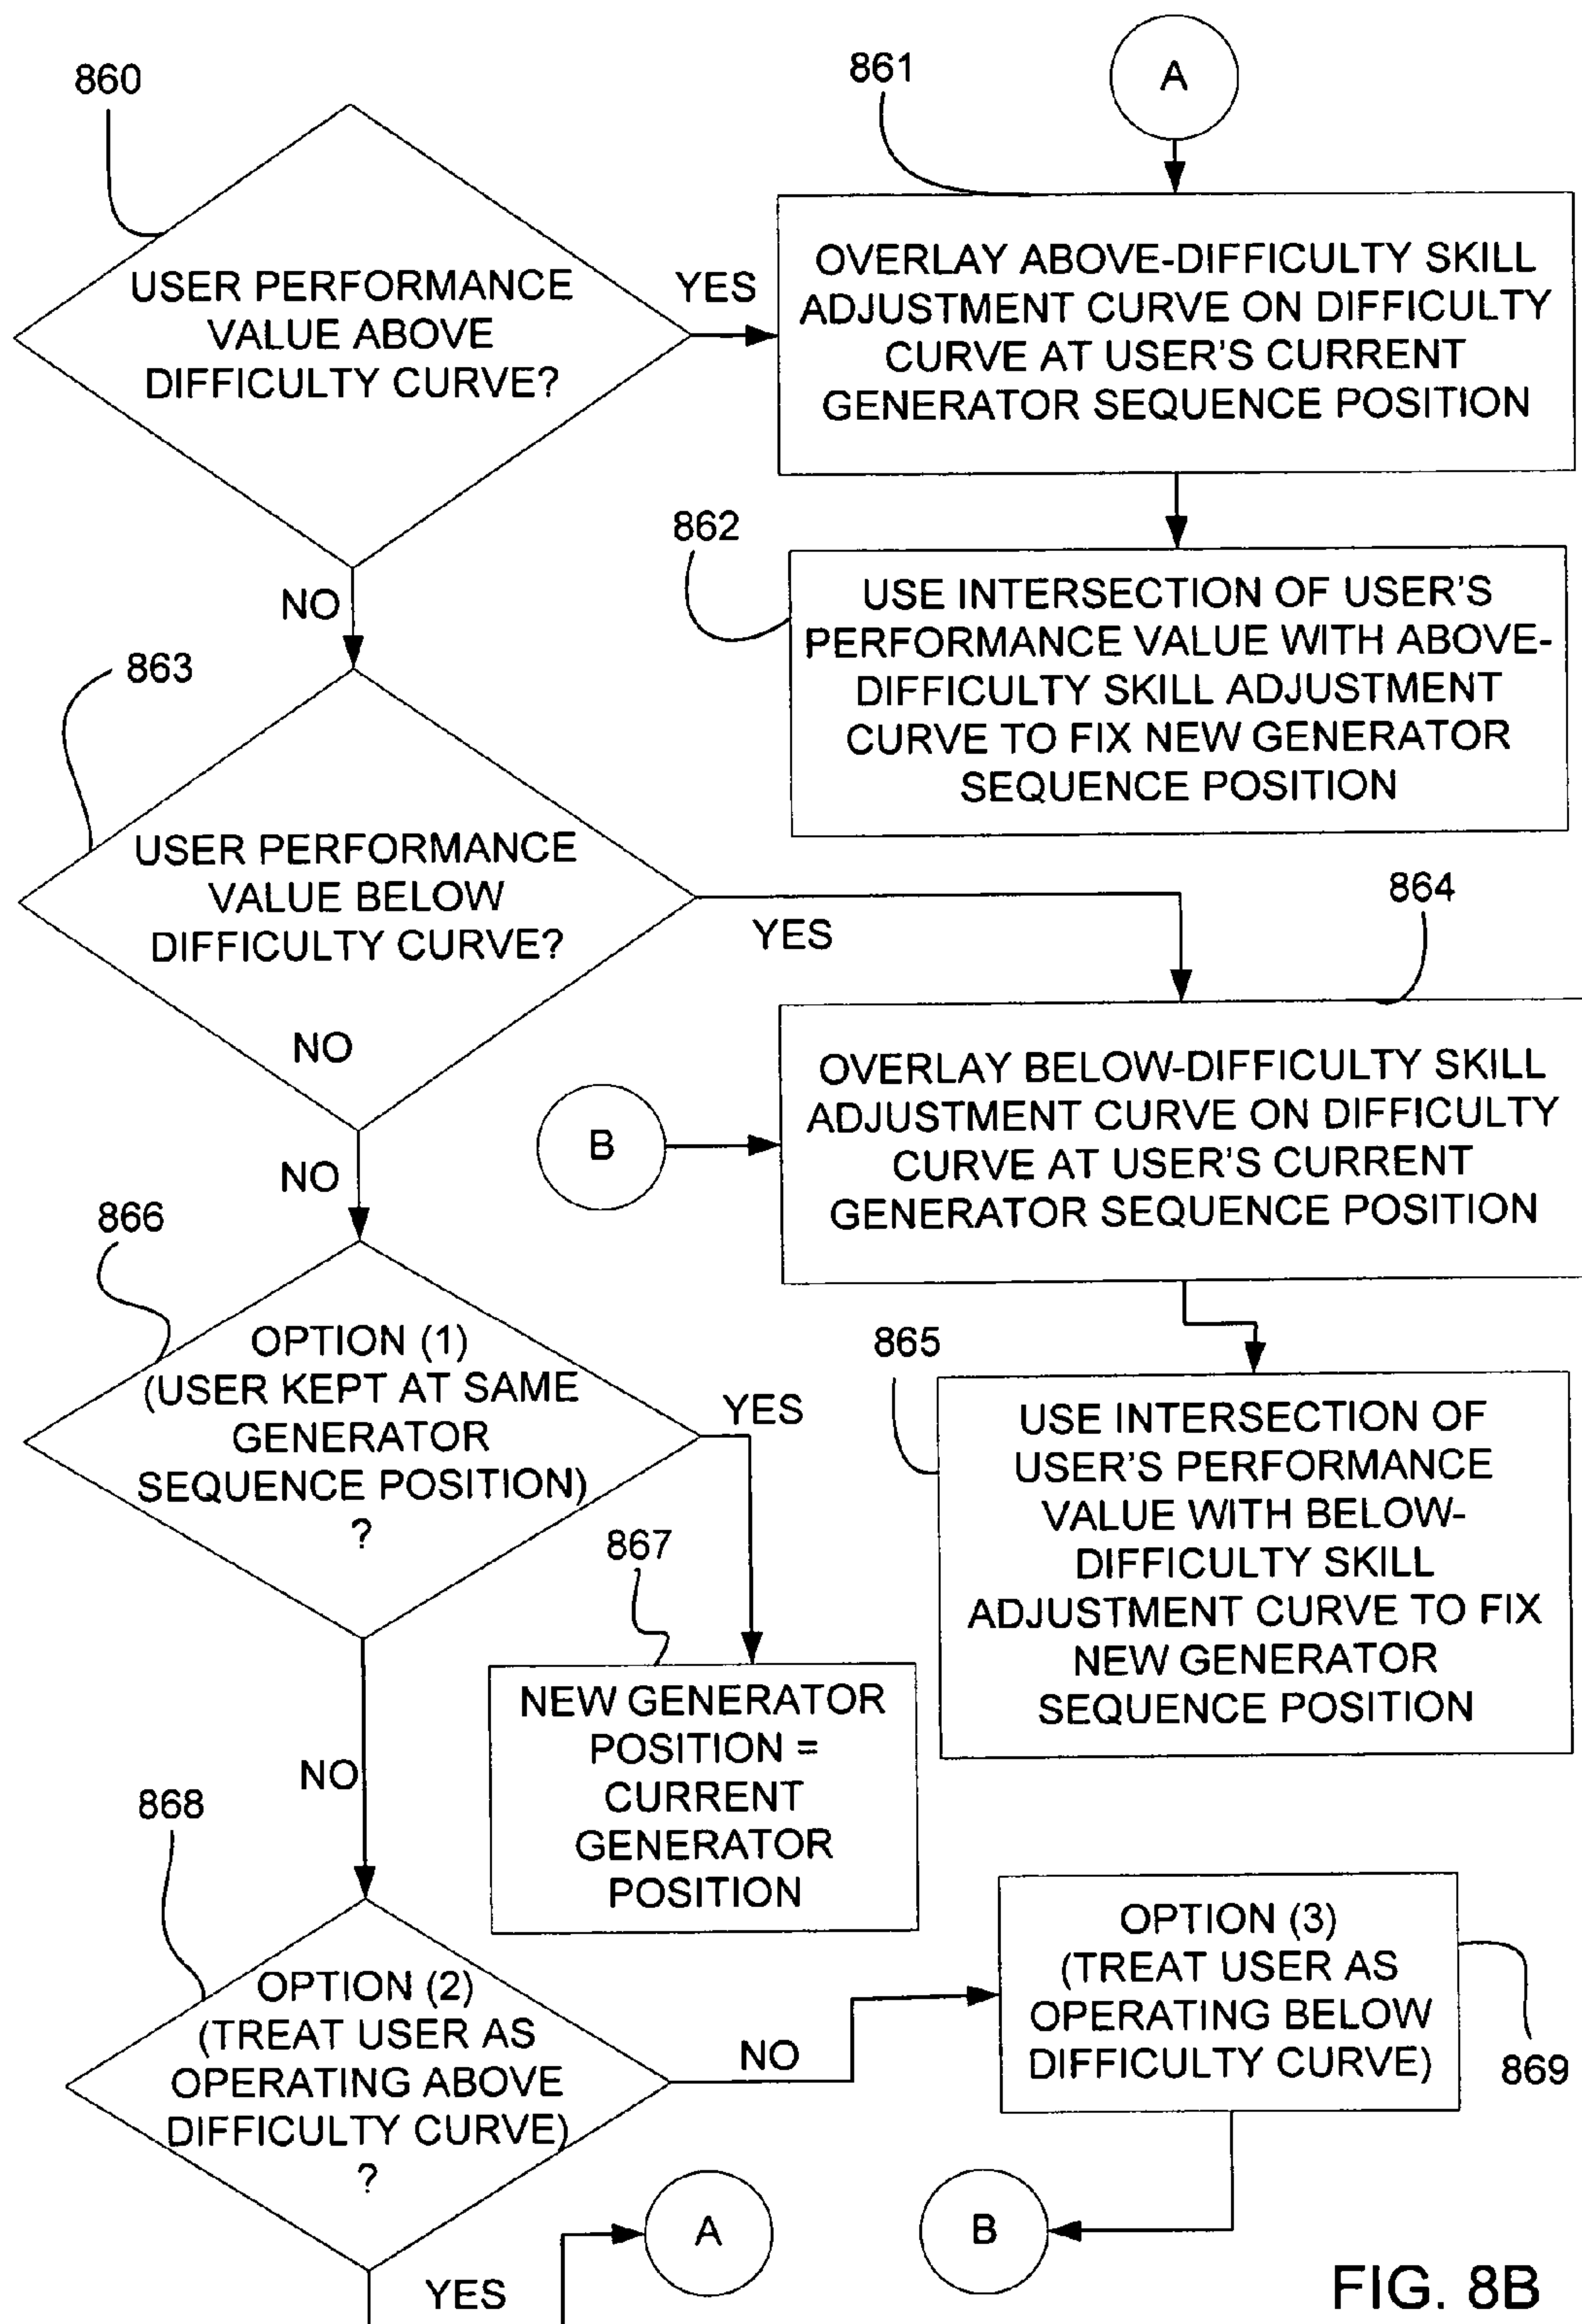 860
861
A
USER PERFORMANCE
VALUE ABOVE
DIFFICULTY CURVE?
YES
OVERLAY ABOVE-DIFFICULTY SKILL
ADJUSTMENT CURVE ON DIFFICULTY
CURVE AT USER'S CURRENT
GENERATOR SEQUENCE POSITION
NO
862
USE INTERSECTION OF USER'S
PERFORMANCE VALUE WITH ABOVE-
DIFFICULTY SKILL ADJUSTMENT
CURVE TO FIX NEW GENERATOR
SEQUENCE POSITION
863
USER PERFORMANCE
VALUE BELOW
DIFFICULTY CURVE?
NO
YES
864
OVERLAY BELOW-DIFFICULTY SKILL
ADJUSTMENT CURVE ON DIFFICULTY
CURVE AT USER'S CURRENT
GENERATOR SEQUENCE POSITION
B
NO
866
OPTION (1)
(USER KEPT AT SAME
GENERATOR
SEQUENCE POSITION)
?
YES
865
USE INTERSECTION OF
USER'S PERFORMANCE
VALUE WITH BELOW-
DIFFICULTY SKILL
ADJUSTMENT CURVE TO FIX
NEW GENERATOR
SEQUENCE POSITION
867
NEW GENERATOR
POSITION =
CURRENT
GENERATOR
POSITION
NO
868
OPTION (2)
(TREAT USER AS
OPERATING ABOVE
DIFFICULTY CURVE)
?
NO
OPTION (3)
(TREAT USER AS
OPERATING BELOW
DIFFICULTY CURVE)
869
YES
A
B
FIG. 8B